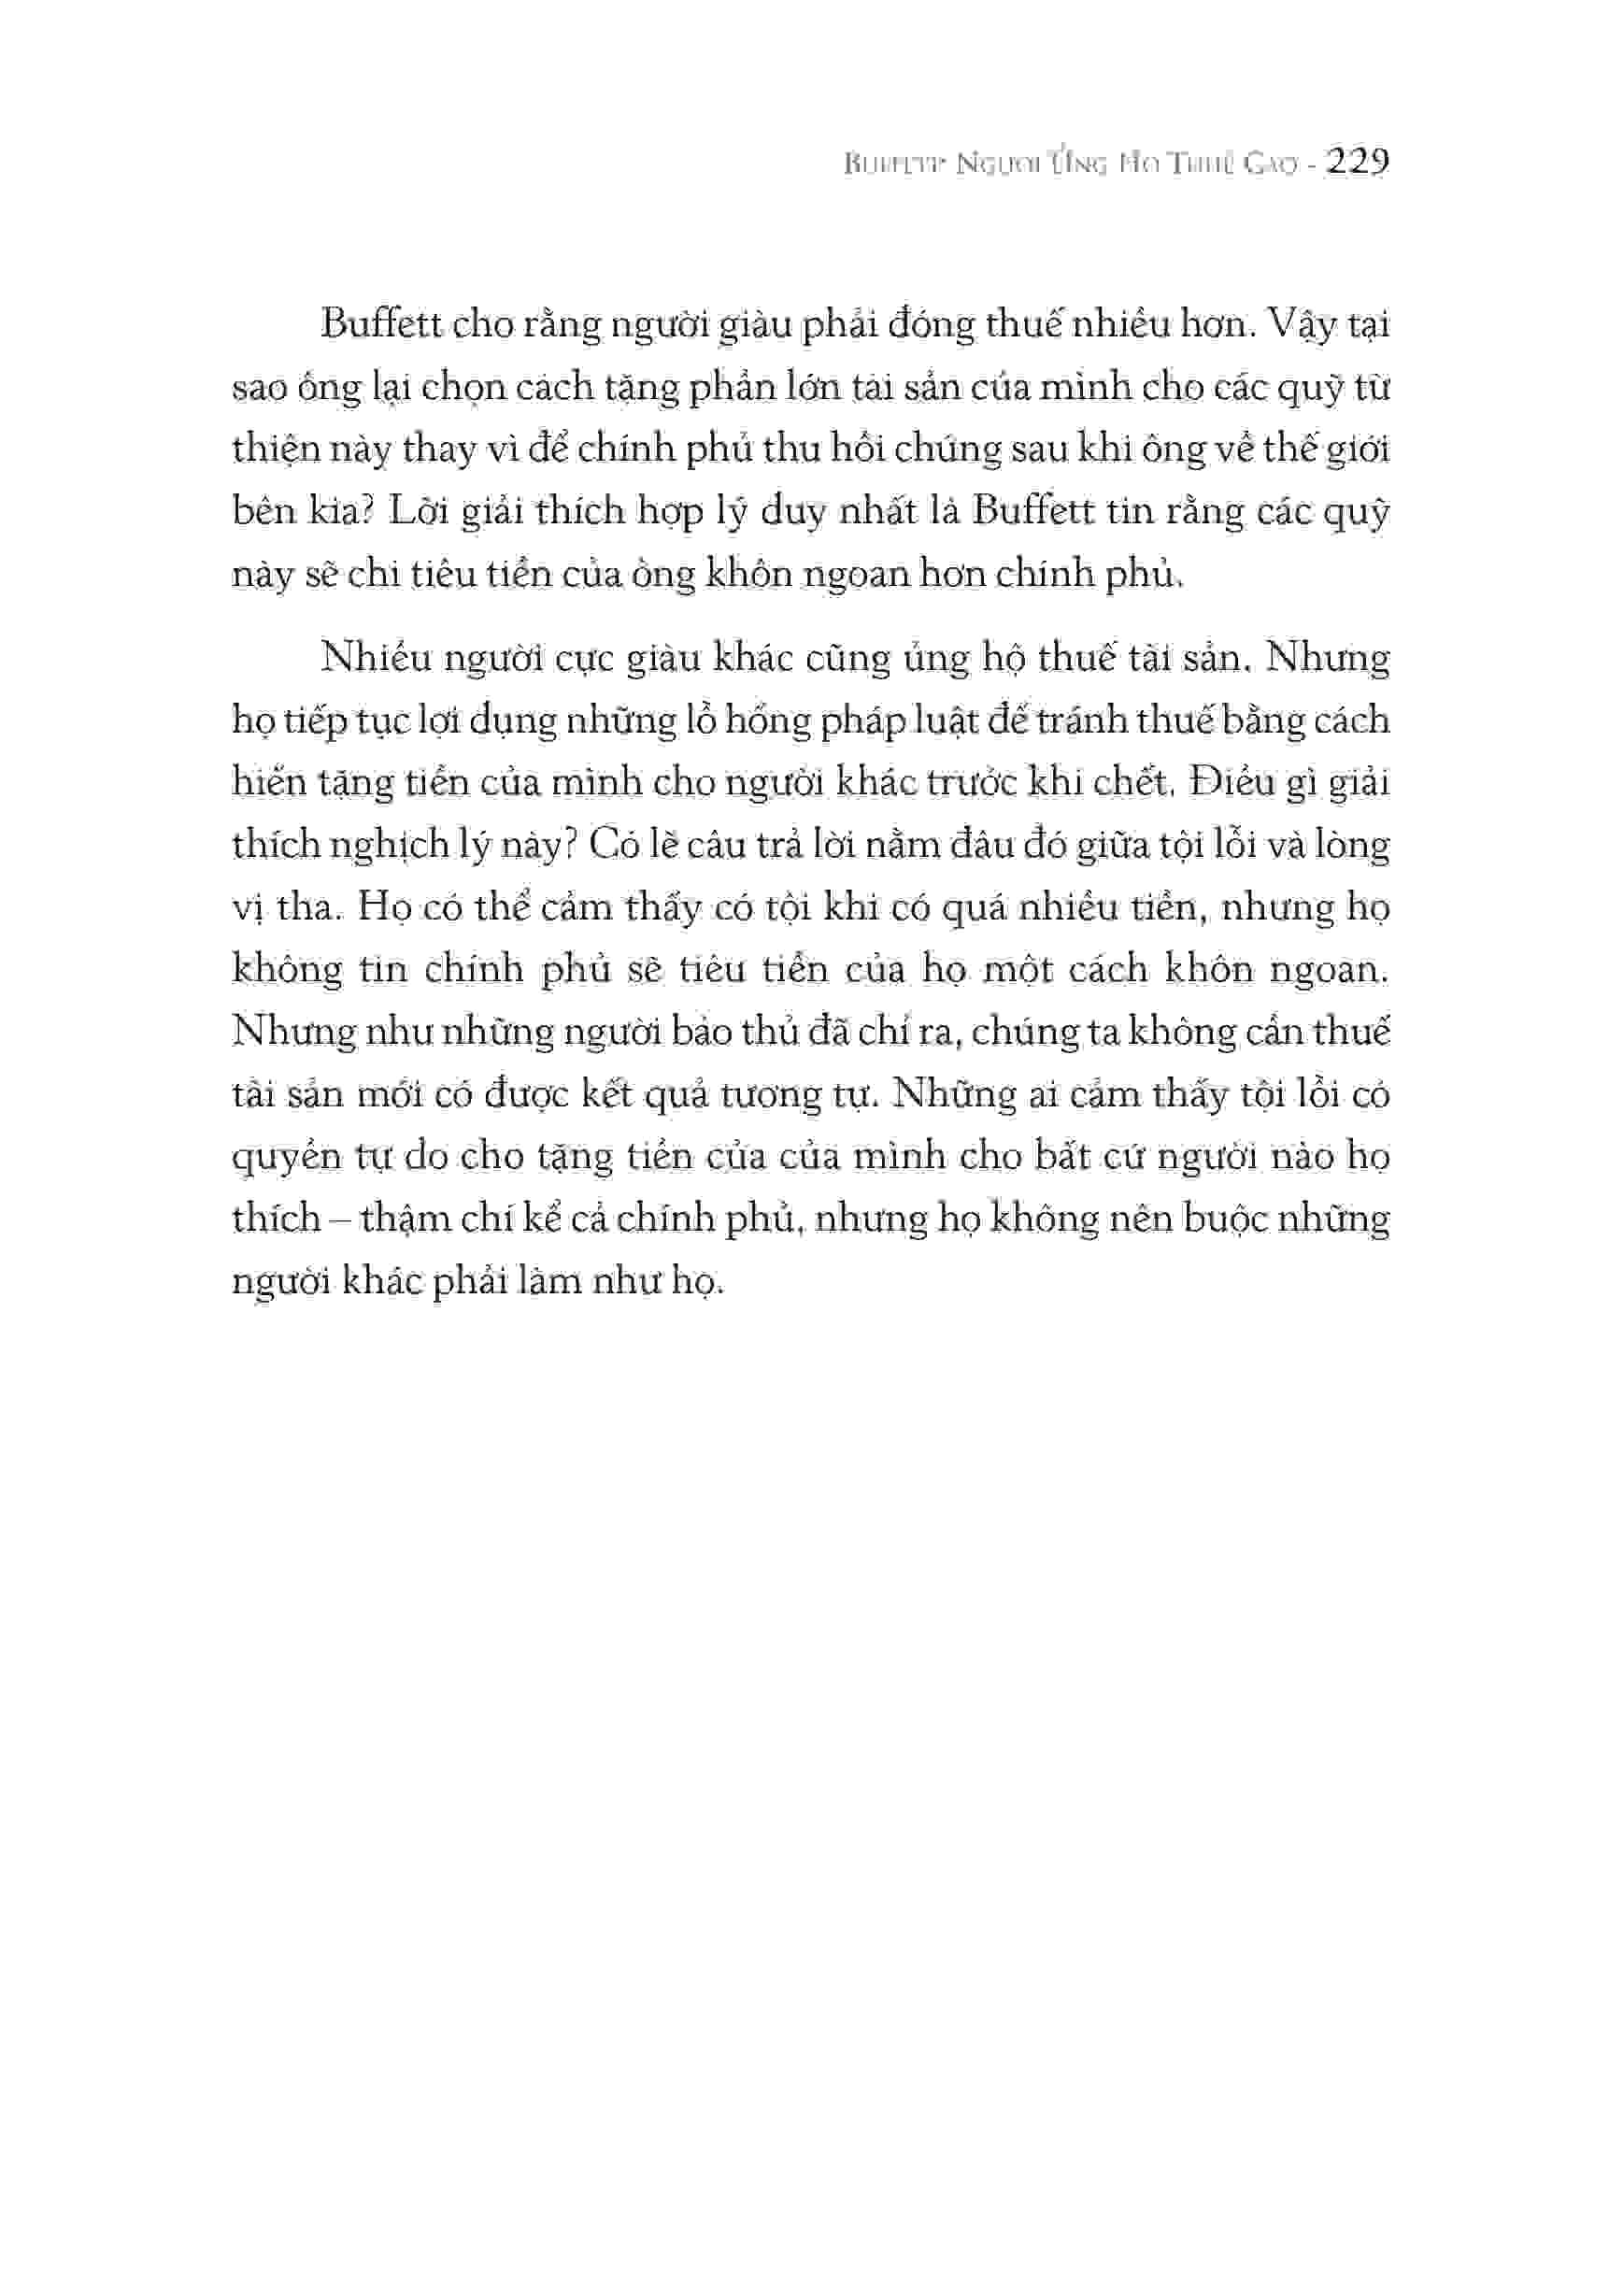 Buffett: Người Ủng Hộ Thuế Cao - 229
Buffett cho rằng người giàu phải đóng thuế nhiều hơn. Vậy tại
sao ông lại chọn cách tặng phần lớn tài sản của mình cho các quỹ từ
thiện này thay vì để chính phủ thu hồi chúng sau khi ông về thế giới
bên kia? Lời giải thích hợp lý duy nhất là Buffett tin rằng các quỹ
này sẽ chi tiêu tiền của ông khôn ngoan hơn chính phủ.
Nhiều người cực giàu khác cũng ủng hộ thuế tài sản. Nhưng
họ tiếp tục lợi dụng những lỗ hổng pháp luật để tránh thuế bằng cách
hiến tặng tiền của mình cho người khác trước khi chết. Điều gì giải
thích nghịch lý này? Có lẽ câu trả lời nằm đâu đó giữa tội lỗi và lòng
vị tha. Họ có thể cảm thấy có tội khi có quá nhiều tiền, nhưng họ
không tin chính phủ sẽ tiêu tiền của họ một cách khôn ngoan.
Nhưng như những người bảo thủ đã chỉ ra, chúng ta không cần thuế
tài sản mới có được kết quả tương tự. Những ai cảm thấy tội lỗi có
quyền tự do cho tặng tiền của của mình cho bất cứ người nào họ
thích – thậm chí kể cả chính phủ, nhưng họ không nên buộc những
người khác phải làm như họ.